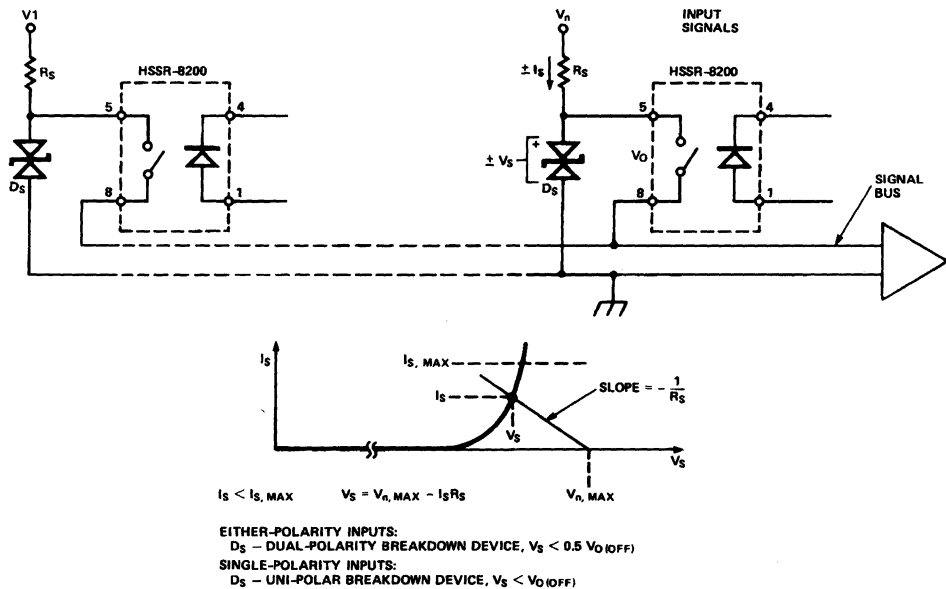 V1
Vn
INPUT
SIGNALS
RS
HSSR-8200
± IS
RS
HSSR-8200
5
4
5
4
+
± VS
VO
DS
DS
8
1
8
1
SIGNAL
BUS
IS
IS, MAX
IS
SLOPE = - 1/RS
VS
VS
Vn, MAX
IS < IS, MAX VS = Vn, MAX - ISRS
EITHER-POLARITY INPUTS:
DS – DUAL-POLARITY BREAKDOWN DEVICE, VS < 0.5 VO(OFF)
SINGLE-POLARITY INPUTS:
DS – UNI-POLAR BREAKDOWN DEVICE, VS < VO(OFF)